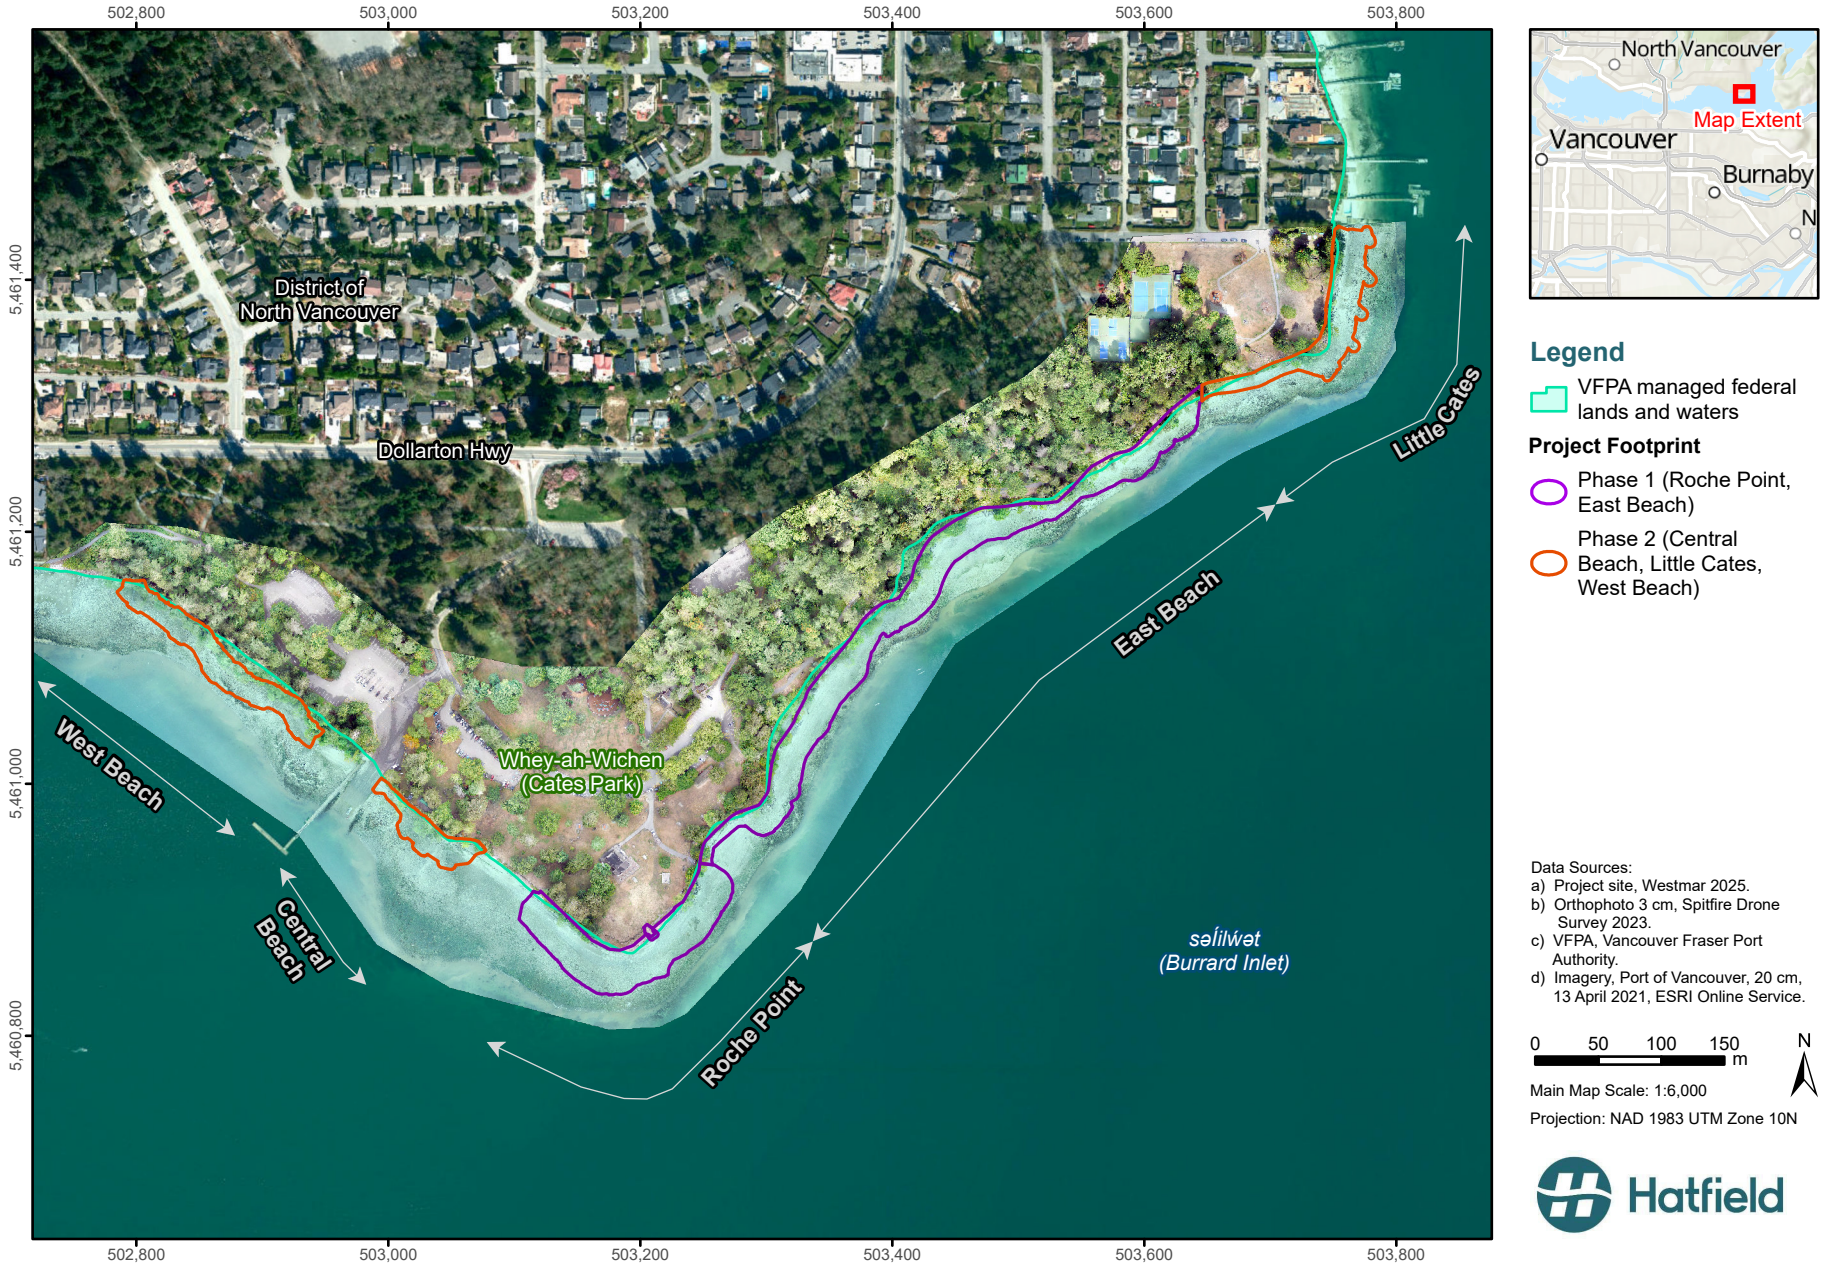 502,800
503,000
503,200
503,400
503,600
503,800
5,461,400
5,461,200
5,461,000
5,460,800
District of
North Vancouver
Dollarton Hwy
Whey-ah-Wichen
(Cates Park)
West Beach
Central
Beach
Roche Point
East Beach
Little Cates
səl̓ilw̓ət
(Burrard Inlet)
502,800
503,000
503,200
503,400
503,600
503,800
North Vancouver
Map Extent
Vancouver
Burnaby
N
Legend
VFPA managed federal
lands and waters
Project Footprint
Phase 1 (Roche Point,
East Beach)
Phase 2 (Central
Beach, Little Cates,
West Beach)
Data Sources:
a) Project site, Westmar 2025.
b) Orthophoto 3 cm, Spitfire Drone
Survey 2023.
c) VFPA, Vancouver Fraser Port
Authority.
d) Imagery, Port of Vancouver, 20 cm,
13 April 2021, ESRI Online Service.
0 50 100 150
m
N
Main Map Scale: 1:6,000
Projection: NAD 1983 UTM Zone 10N
Hatfield